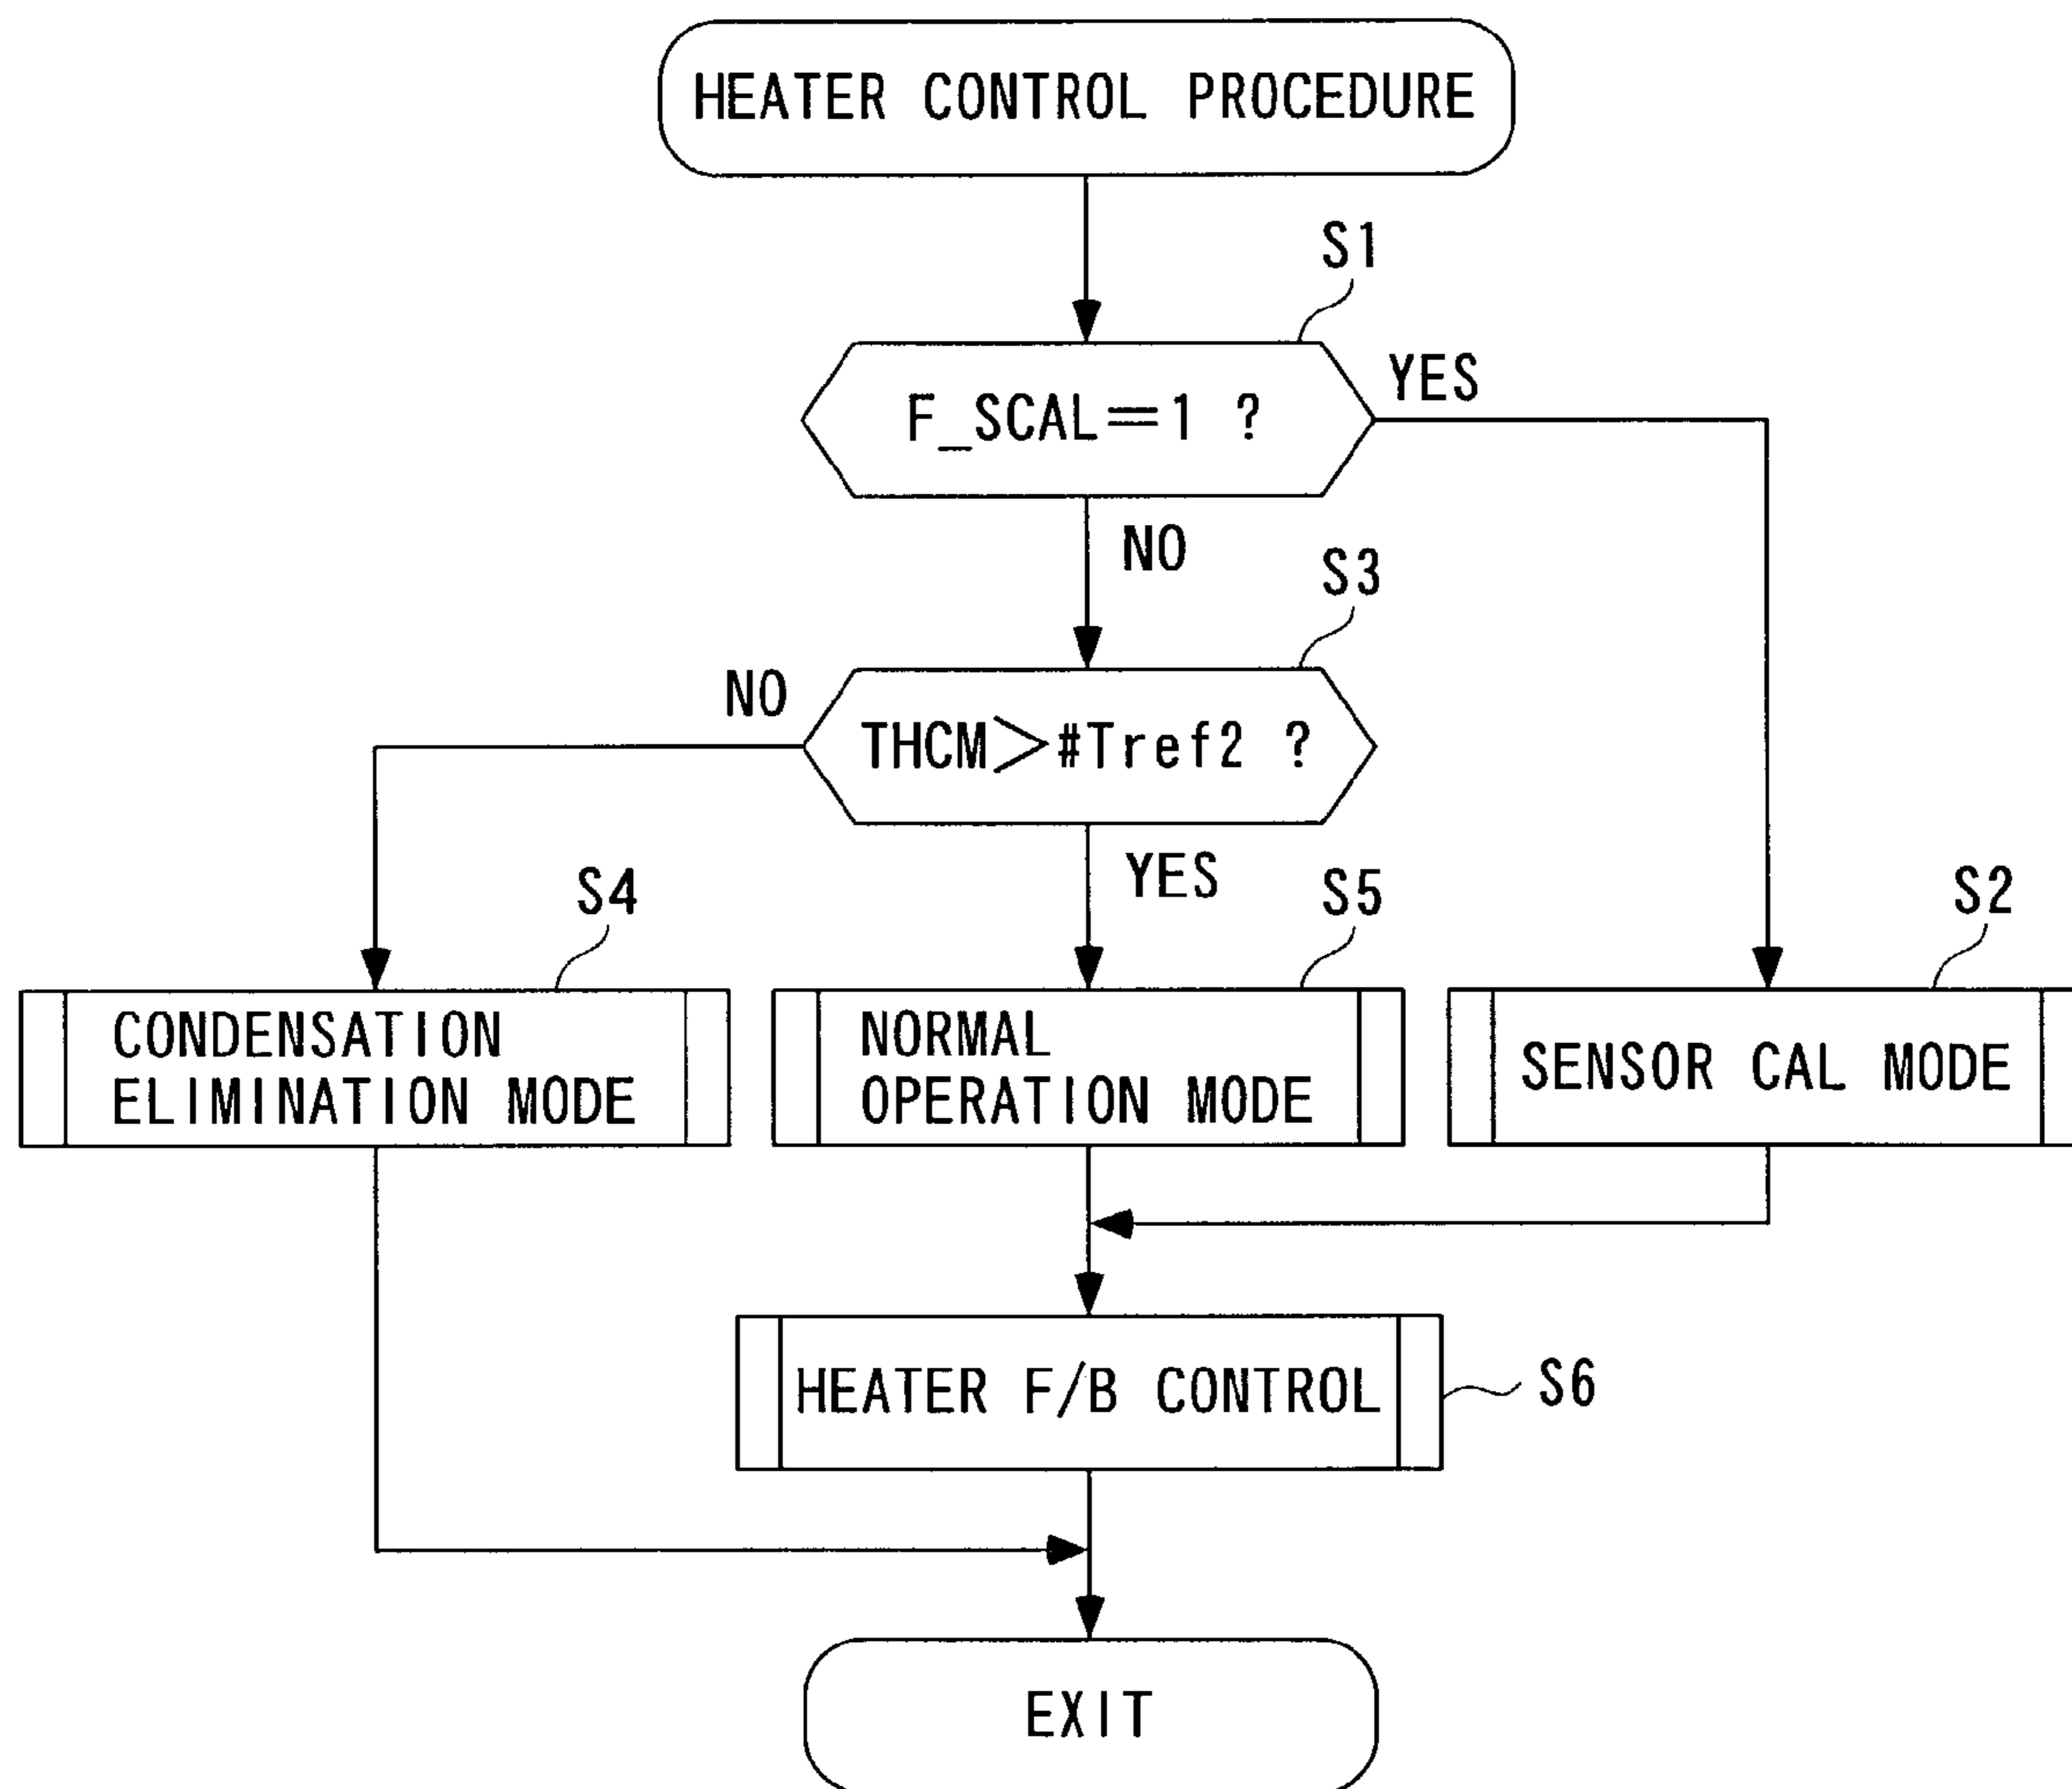 HEATER CONTROL PROCEDURE
S1
F_SCAL==1 ?
YES
NO
S3
THCM>#Tref2 ?
NO
YES
S4
S5
S2
CONDENSATION
ELIMINATION MODE
NORMAL
OPERATION MODE
SENSOR CAL MODE
HEATER F/B CONTROL
S6
EXIT